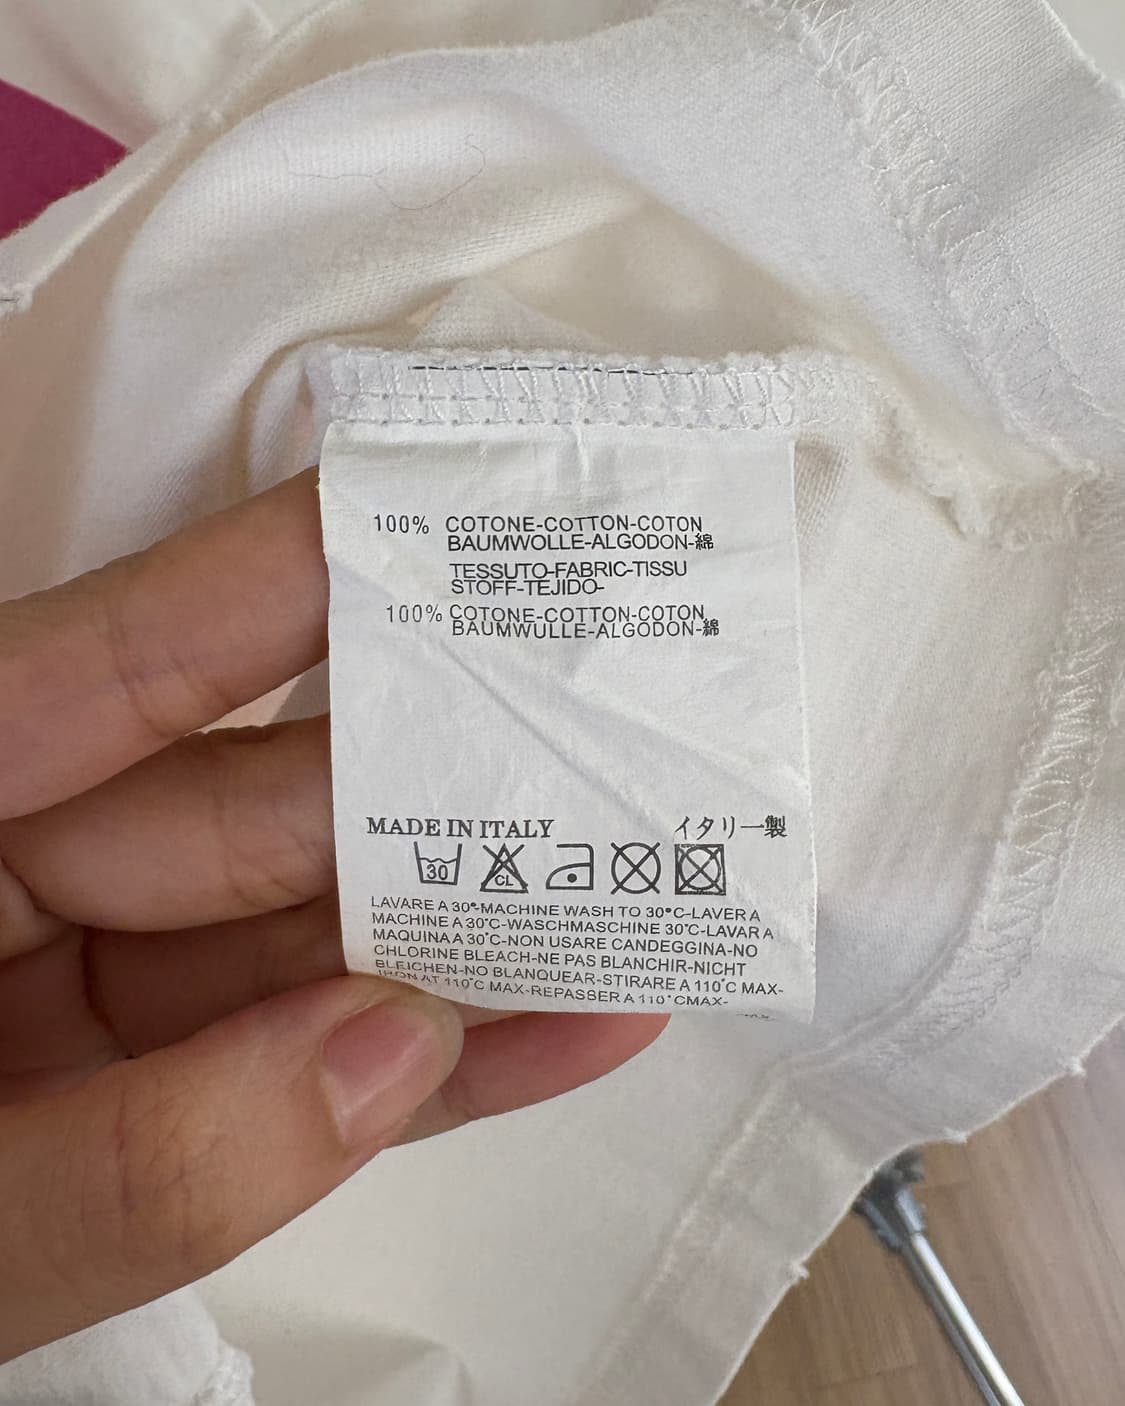 100% COTONE-COTTON-COTON
BAUMWOLLE-ALGODON-綿
TESSUTO-FABRIC-TISSU
STOFF-TEJIDO-
100% COTONE-COTTON-COTON
BAUMWULLE-ALGODON-綿
MADE IN ITALY イタリー製
30 CL
LAVARE A 30°-MACHINE WASH TO 30°C-LAVER A
MACHINE A 30°C-WASCHMASCHINE 30°C-LAVAR A
MAQUINA A 30°C-NON USARE CANDEGGINA-NO
CHLORINE BLEACH-NE PAS BLANCHIR-NICHT
BLEICHEN-NO BLANQUEAR-STIRARE A 110°C MAX-
IRON AT 110°C MAX-REPASSER A 110°CMAX-